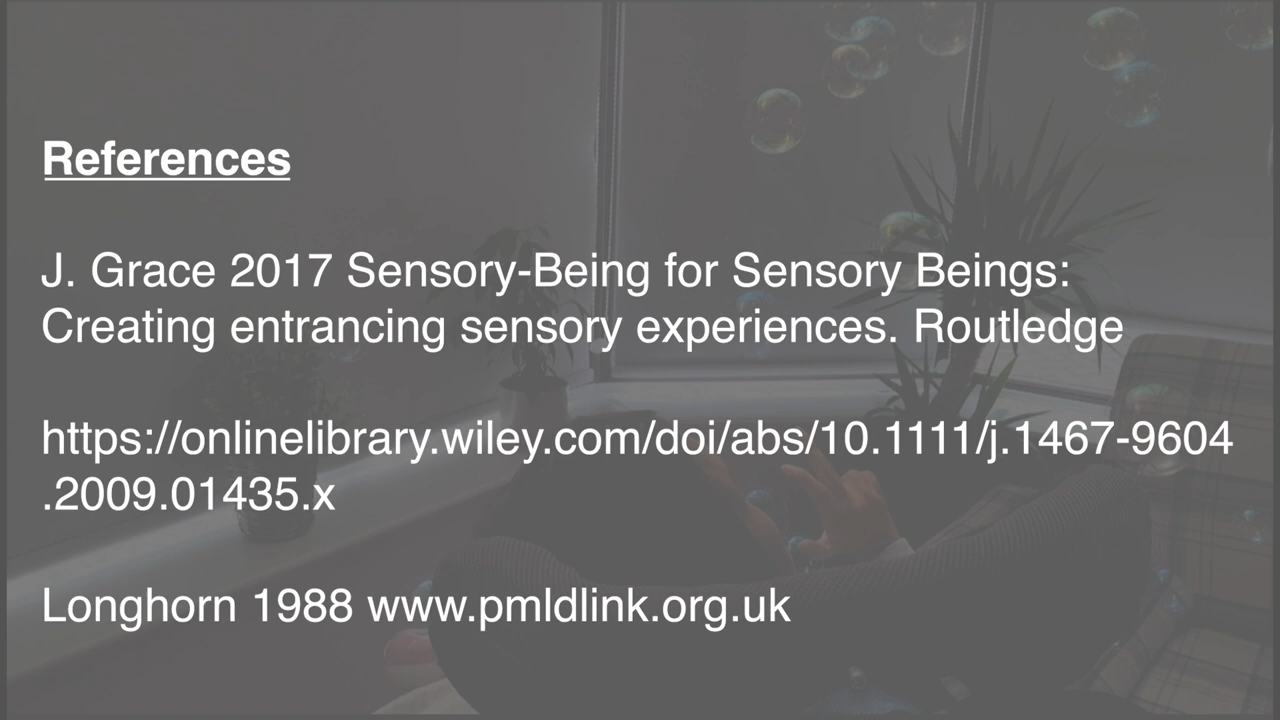 References
J. Grace 2017 Sensory-Being for Sensory Beings:
Creating entrancing sensory experiences. Routledge
https://onlinelibrary.wiley.com/doi/abs/10.1111/j.1467-9604
.2009.01435.x
Longhorn 1988 www.pmldlink.org.uk